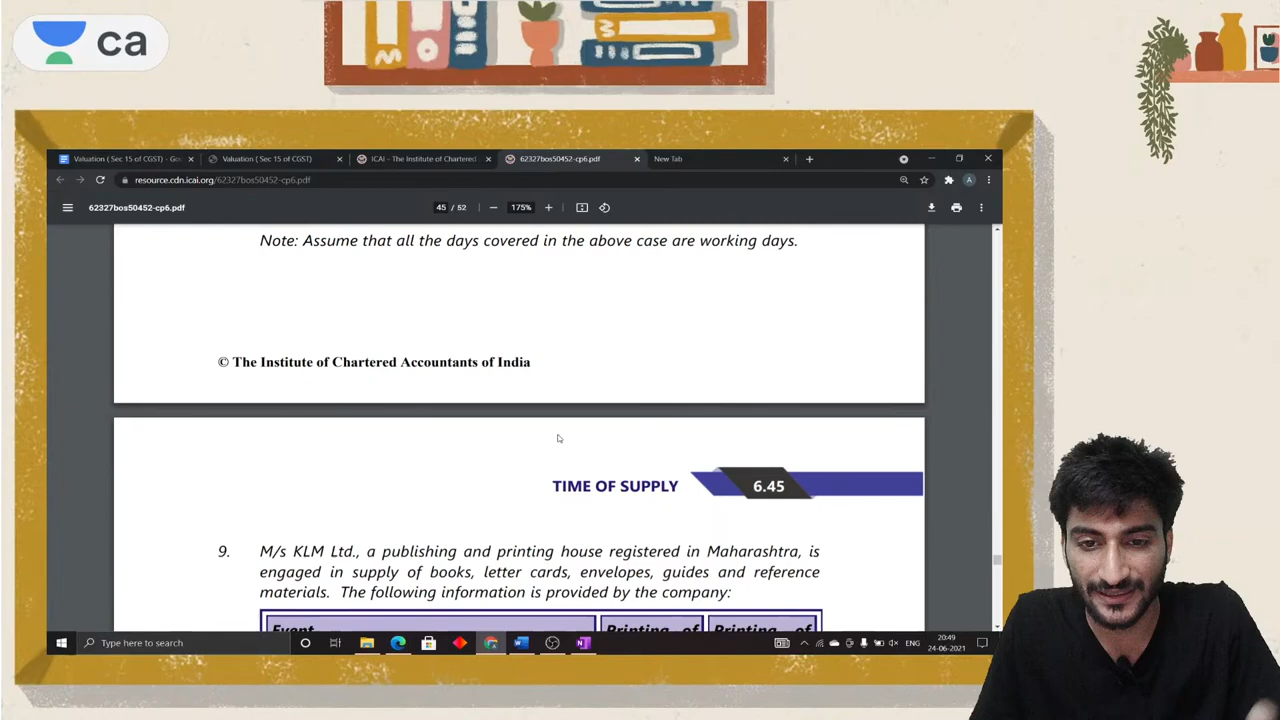 ca
Valuation ( Sec 15 of CGST) - Go
Valuation ( Sec 15 of CGST)
ICAI - The Institute of Chartered
62327bos50452-cp6.pdf
New Tab
resource.cdn.icai.org/62327bos50452-cp6.pdf
A
62327bos50452-cp6.pdf
45 / 52
175%
Note: Assume that all the days covered in the above case are working days.
© The Institute of Chartered Accountants of India
TIME OF SUPPLY
6.45
9. M/s KLM Ltd., a publishing and printing house registered in Maharashtra, is
engaged in supply of books, letter cards, envelopes, guides and reference
materials. The following information is provided by the company:
Event Printing of Printing of
Type here to search
ENG
20:49
24-06-2021